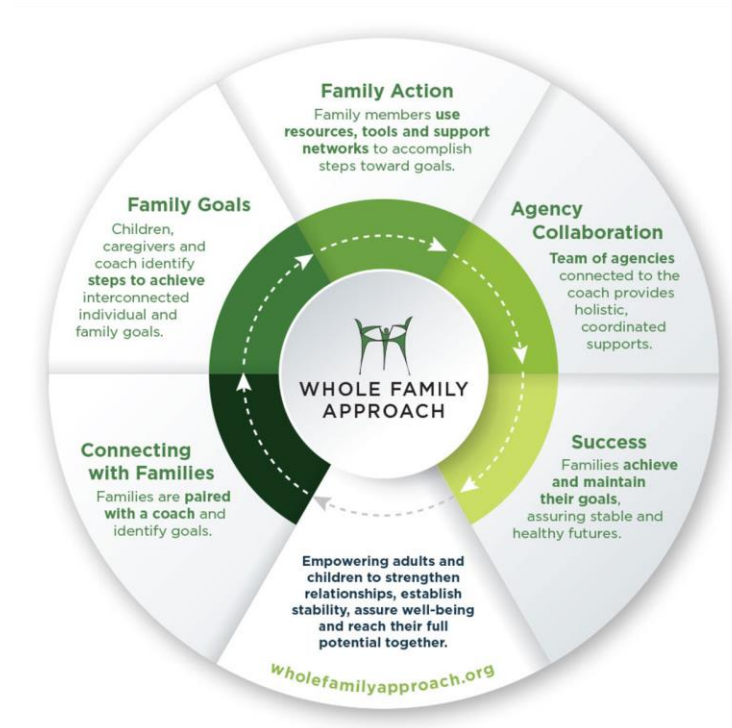 Family Action
Family members use
resources, tools and support
networks to accomplish
steps toward goals.
Agency
Collaboration
Team of agencies
connected to the
coach provides
holistic,
coordinated
supports.
Success
Families achieve
and maintain
their goals,
assuring stable and
healthy futures.
Empowering adults and
children to strengthen
relationships, establish
stability, assure well-being
and reach their full
potential together.
wholefamilyapproach.org
Connecting
with Families
Families are paired
with a coach and
identify goals.
Family Goals
Children,
caregivers and
coach identify
steps to achieve
interconnected
individual and
family goals.
WHOLE FAMILY
APPROACH